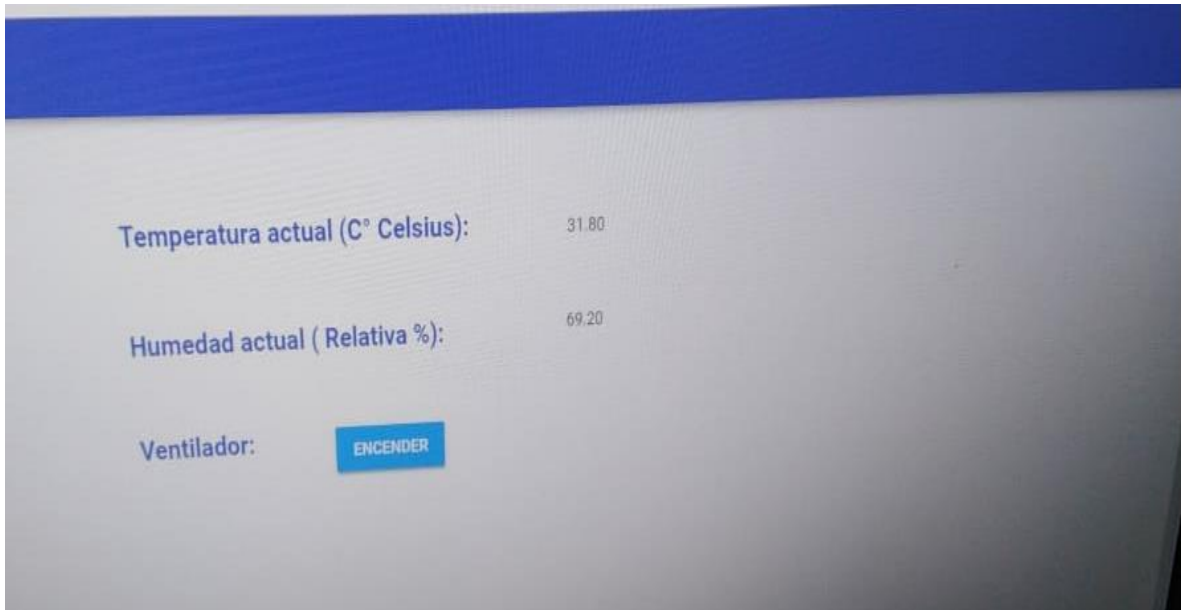 Temperatura actual (C° Celsius): 31.80
Humedad actual ( Relativa %): 69.20
Ventilador: ENCENDER